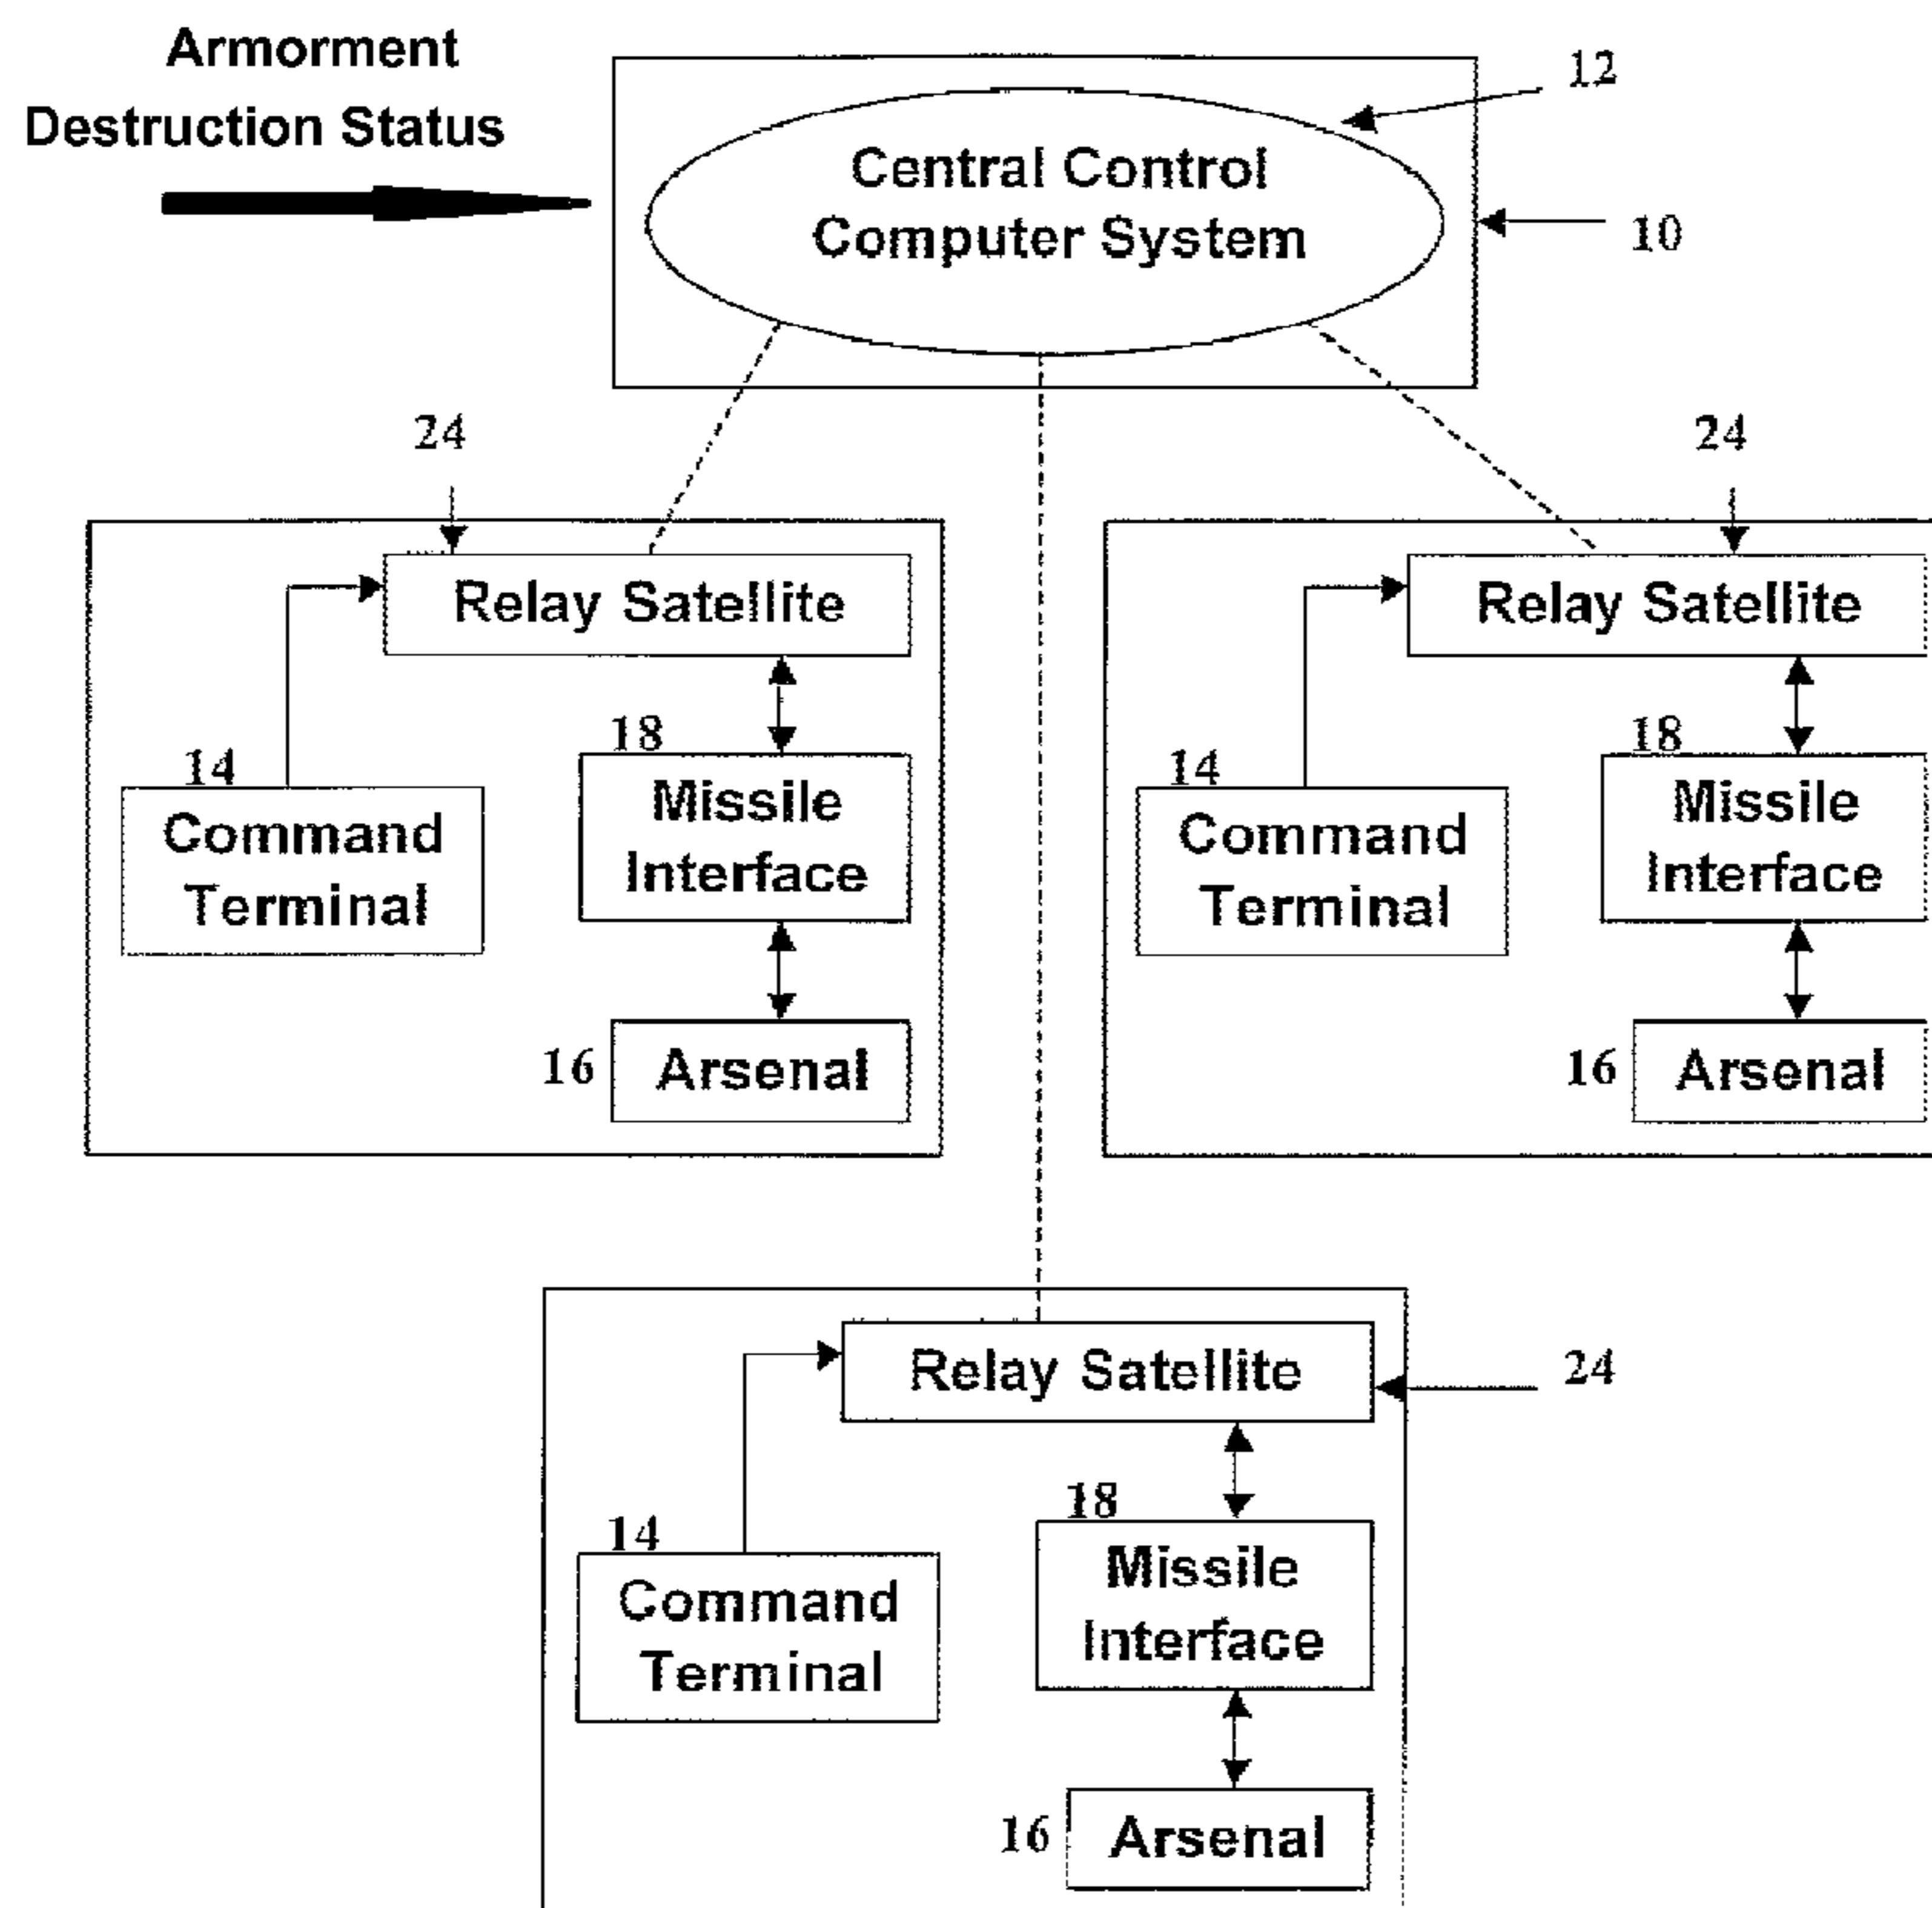 Armorment
Destruction Status
12
Central Control
Computer System
10
24
24
Relay Satellite
Relay Satellite
18
18
14
14
Missile
Interface
Missile
Interface
Command
Terminal
Command
Terminal
16
Arsenal
16
Arsenal
Relay Satellite
24
18
14
Missile
Interface
Command
Terminal
16
Arsenal